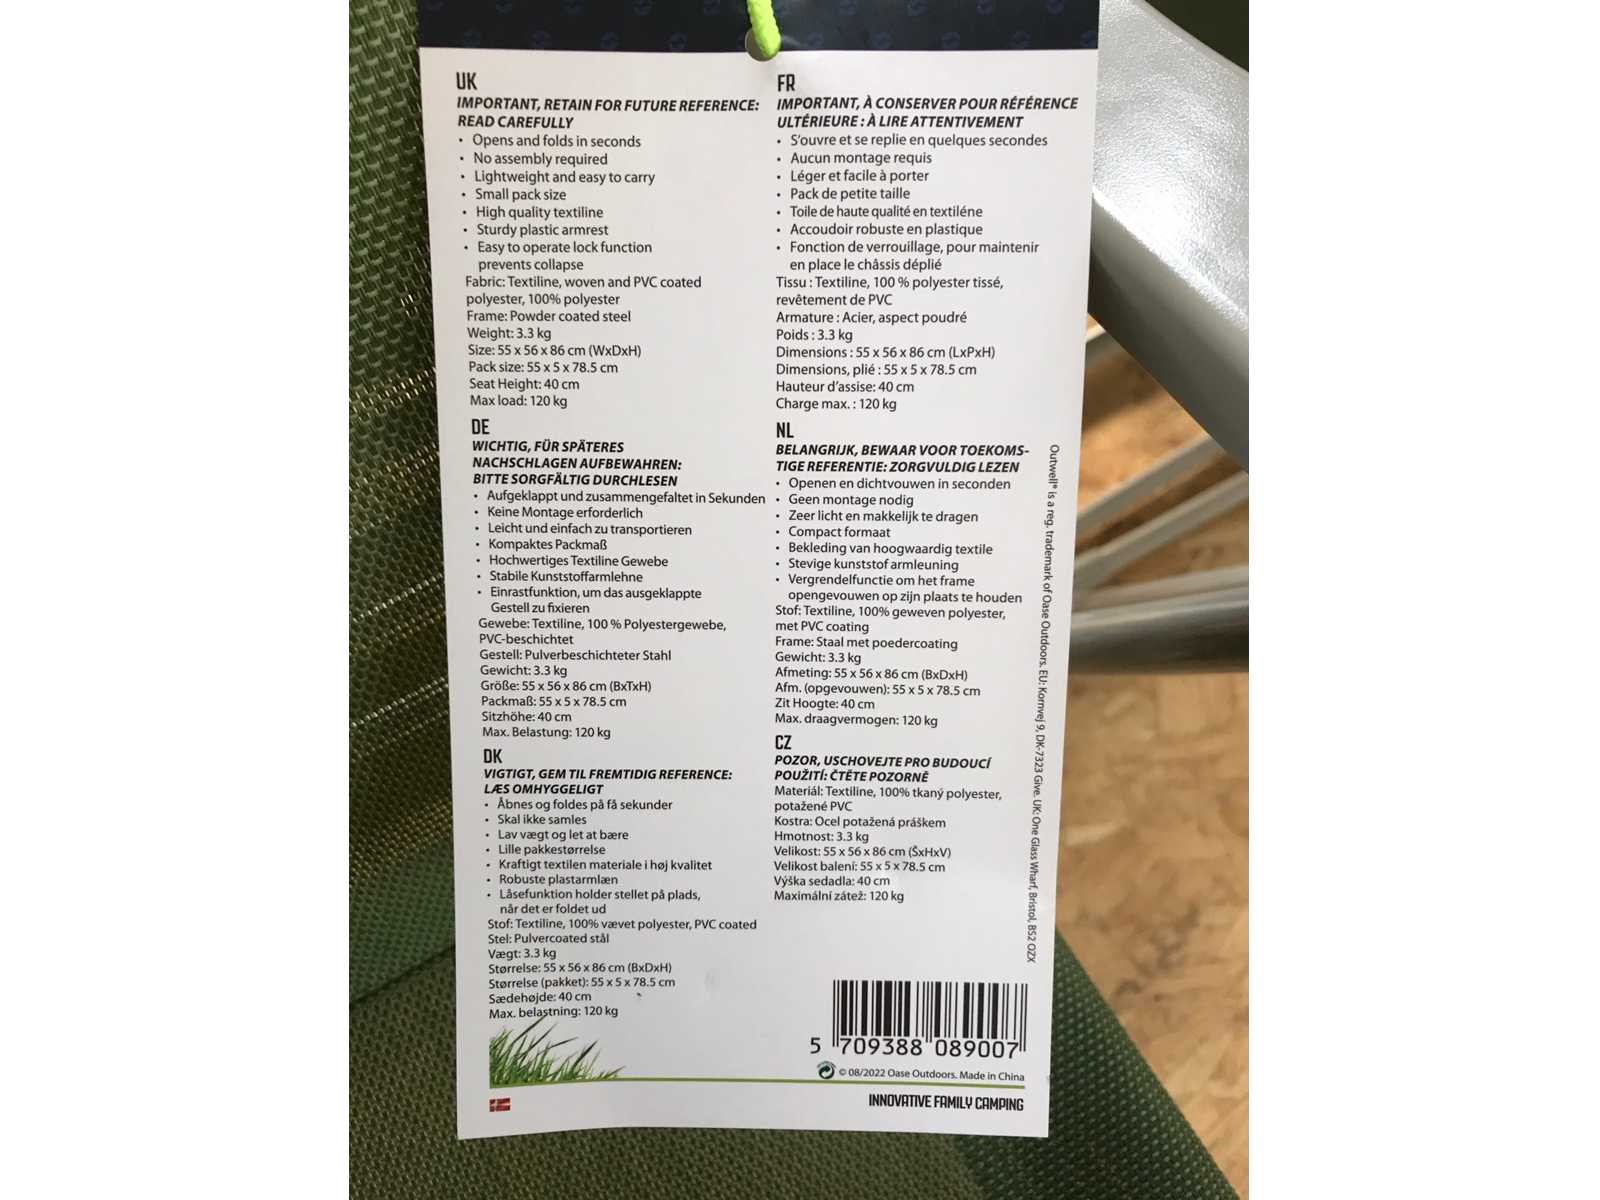 UK
IMPORTANT, RETAIN FOR FUTURE REFERENCE:
READ CAREFULLY
• Opens and folds in seconds
• No assembly required
• Lightweight and easy to carry
• Small pack size
• High quality textiline
• Sturdy plastic armrest
• Easy to operate lock function
prevents collapse
Fabric: Textiline, woven and PVC coated
polyester, 100% polyester
Frame: Powder coated steel
Weight: 3.3 kg
Size: 55 x 56 x 86 cm (WxDxH)
Pack size: 55 x 5 x 78.5 cm
Seat Height: 40 cm
Max load: 120 kg
DE
WICHTIG, FÜR SPÄTERES
NACHSCHLAGEN AUFBEWAHREN:
BITTE SORGFÄLTIG DURCHLESEN
• Aufgeklappt und zusammengefaltet in Sekunden
• Keine Montage erforderlich
• Leicht und einfach zu transportieren
• Kompaktes Packmaß
• Hochwertiges Textiline Gewebe
• Stabile Kunststoffarmlehne
• Einrastfunktion, um das ausgeklappte
Gestell zu fixieren
Gewebe: Textiline, 100 % Polyestergewebe,
PVC-beschichtet
Gestell: Pulverbeschichteter Stahl
Gewicht: 3.3 kg
Größe: 55 x 56 x 86 cm (BxTxH)
Packmaß: 55 x 5 x 78.5 cm
Sitzhöhe: 40 cm
Max. Belastung: 120 kg
DK
VIGTIGT, GEM TIL FREMTIDIG REFERENCE:
LÆS OMHYGGELIGT
• Åbnes og foldes på få sekunder
• Skal ikke samles
• Lav vægt og let at bære
• Lille pakkestørrelse
• Kraftigt textilen materiale i høj kvalitet
• Robuste plastarmlæn
• Låsefunktion holder stellet på plads,
når det er foldet ud
Stof: Textiline, 100% vævet polyester, PVC coated
Stel: Pulvercoated stål
Vægt: 3.3 kg
Størrelse: 55 x 56 x 86 cm (BxDxH)
Størrelse (pakket): 55 x 5 x 78.5 cm
Sædehøjde: 40 cm
Max. belastning: 120 kg
FR
IMPORTANT, À CONSERVER POUR RÉFÉRENCE
ULTÉRIEURE : À LIRE ATTENTIVEMENT
• S'ouvre et se replie en quelques secondes
• Aucun montage requis
• Léger et facile à porter
• Pack de petite taille
• Toile de haute qualité en textiléne
• Accoudoir robuste en plastique
• Fonction de verrouillage, pour maintenir
en place le châssis déplié
Tissu : Textiline, 100 % polyester tissé,
revêtement de PVC
Armature : Acier, aspect poudré
Poids : 3.3 kg
Dimensions : 55 x 56 x 86 cm (LxPxH)
Dimensions, plié : 55 x 5 x 78.5 cm
Hauteur d'assise: 40 cm
Charge max. : 120 kg
NL
BELANGRIJK, BEWAAR VOOR TOEKOMS-
TIGE REFERENTIE: ZORGVULDIG LEZEN
• Openen en dichtvouwen in seconden
• Geen montage nodig
• Zeer licht en makkelijk te dragen
• Compact formaat
• Bekleding van hoogwaardig textile
• Stevige kunststof armleuning
• Vergrendelfunctie om het frame
opengevouwen op zijn plaats te houden
Stof: Textiline, 100% geweven polyester,
met PVC coating
Frame: Staal met poedercoating
Gewicht: 3.3 kg
Afmeting: 55 x 56 x 86 cm (BxDxH)
Afm. (opgevouwen): 55 x 5 x 78.5 cm
Zit Hoogte: 40 cm
Max. draagvermogen: 120 kg
CZ
POZOR, USCHOVEJTE PRO BUDOUCÍ
POUŽITÍ: ČTĚTE POZORNĚ
Materiál: Textiline, 100% tkaný polyester,
potažené PVC
Kostra: Ocel potažená práškem
Hmotnost: 3.3 kg
Velikost: 55 x 56 x 86 cm (ŠxHxV)
Velikost balení: 55 x 5 x 78.5 cm
Výška sedadla: 40 cm
Maximální zátěž: 120 kg
Outwell® is a reg. trademark of Oase Outdoors. EU: Kornvej 9, DK-7323 Give. UK: One Glass Wharf, Bristol, BS2 OZX
5 709388 089007
© 08/2022 Oase Outdoors. Made in China
INNOVATIVE FAMILY CAMPING